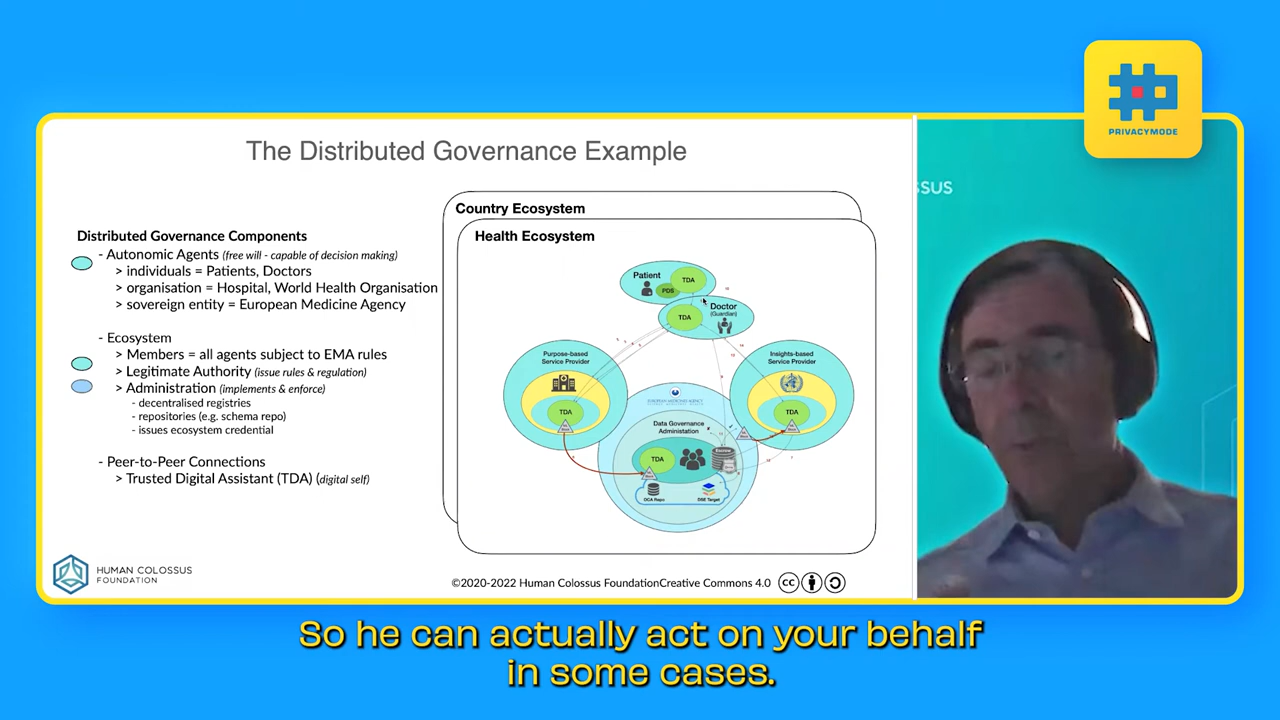 PRIVACYMODE
The Distributed Governance Example
SSUS
Distributed Governance Components
- Autonomic Agents (free will - capable of decision making)
> individuals = Patients, Doctors
> organisation = Hospital, World Health Organisation
> sovereign entity = European Medicine Agency
- Ecosystem
> Members = all agents subject to EMA rules
> Legitimate Authority (issue rules & regulation)
> Administration (implements & enforce)
- decentralised registries
- repositories (e.g. schema repo)
- issues ecosystem credential
- Peer-to-Peer Connections
> Trusted Digital Assistant (TDA) (digital self)
Country Ecosystem
Health Ecosystem
Patient
TDA
PDS
Doctor
(Guardian)
TDA
Purpose-based
Service Provider
TDA
Insights-based
Service Provider
TDA
EUROPEAN MEDICINES AGENCY
Data Governance
Administation
TDA
OCA Repo
DSE Target
HUMAN COLOSSUS
FOUNDATION
©2020-2022 Human Colossus FoundationCreative Commons 4.0
So he can actually act on your behalf
in some cases.